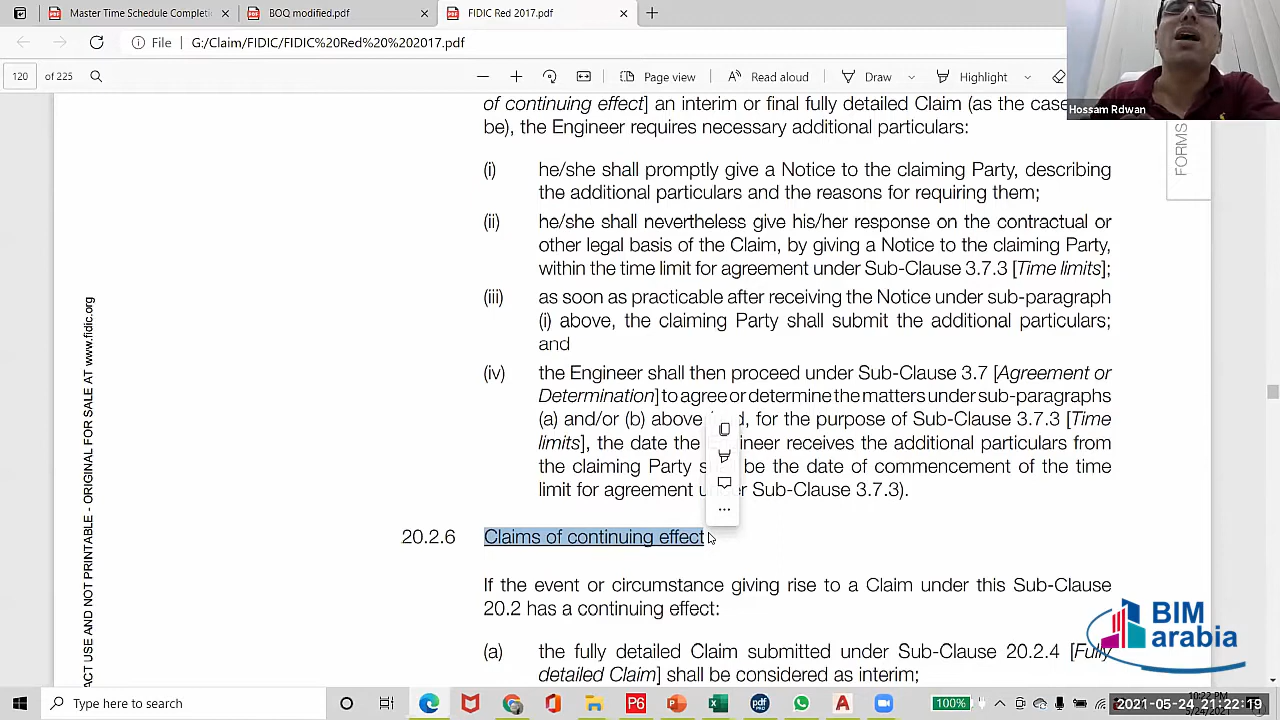 Master Time Schedule Completi
BOQ modified.pdf
FIDIC Red 2017.pdf
File
G:/Claim/FIDIC/FIDIC%20Red%20%202017.pdf
120 of 225
Page view
Read aloud
Draw
Highlight
Hossam Rdwan
FORMS
of continuing effect] an interim or final fully detailed Claim (as the case
be), the Engineer requires necessary additional particulars:
(i) he/she shall promptly give a Notice to the claiming Party, describing
the additional particulars and the reasons for requiring them;
(ii) he/she shall nevertheless give his/her response on the contractual or
other legal basis of the Claim, by giving a Notice to the claiming Party,
within the time limit for agreement under Sub-Clause 3.7.3 [Time limits];
(iii) as soon as practicable after receiving the Notice under sub-paragraph
(i) above, the claiming Party shall submit the additional particulars;
and
(iv) the Engineer shall then proceed under Sub-Clause 3.7 [Agreement or
Determination] to agree or determine the matters under sub-paragraphs
(a) and/or (b) above d, for the purpose of Sub-Clause 3.7.3 [Time
limits], the date the ineer receives the additional particulars from
the claiming Party s be the date of commencement of the time
limit for agreement u er Sub-Clause 3.7.3).
20.2.6 Claims of continuing effect
If the event or circumstance giving rise to a Claim under this Sub-Clause
20.2 has a continuing effect:
(a) the fully detailed Claim submitted under Sub-Clause 20.2.4 [Fully
detailed Claim] shall be considered as interim;
ACT USE AND NOT PRINTABLE - ORIGINAL FOR SALE AT www.fidic.org
BIM
arabia
Type here to search
P6
100%
10:22 PM
2021-05-24 21:22:19